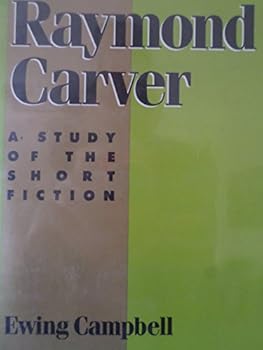 Raymond
Carver
A STUDY
OF THE
SHORT
FICTION
Ewing Campbell